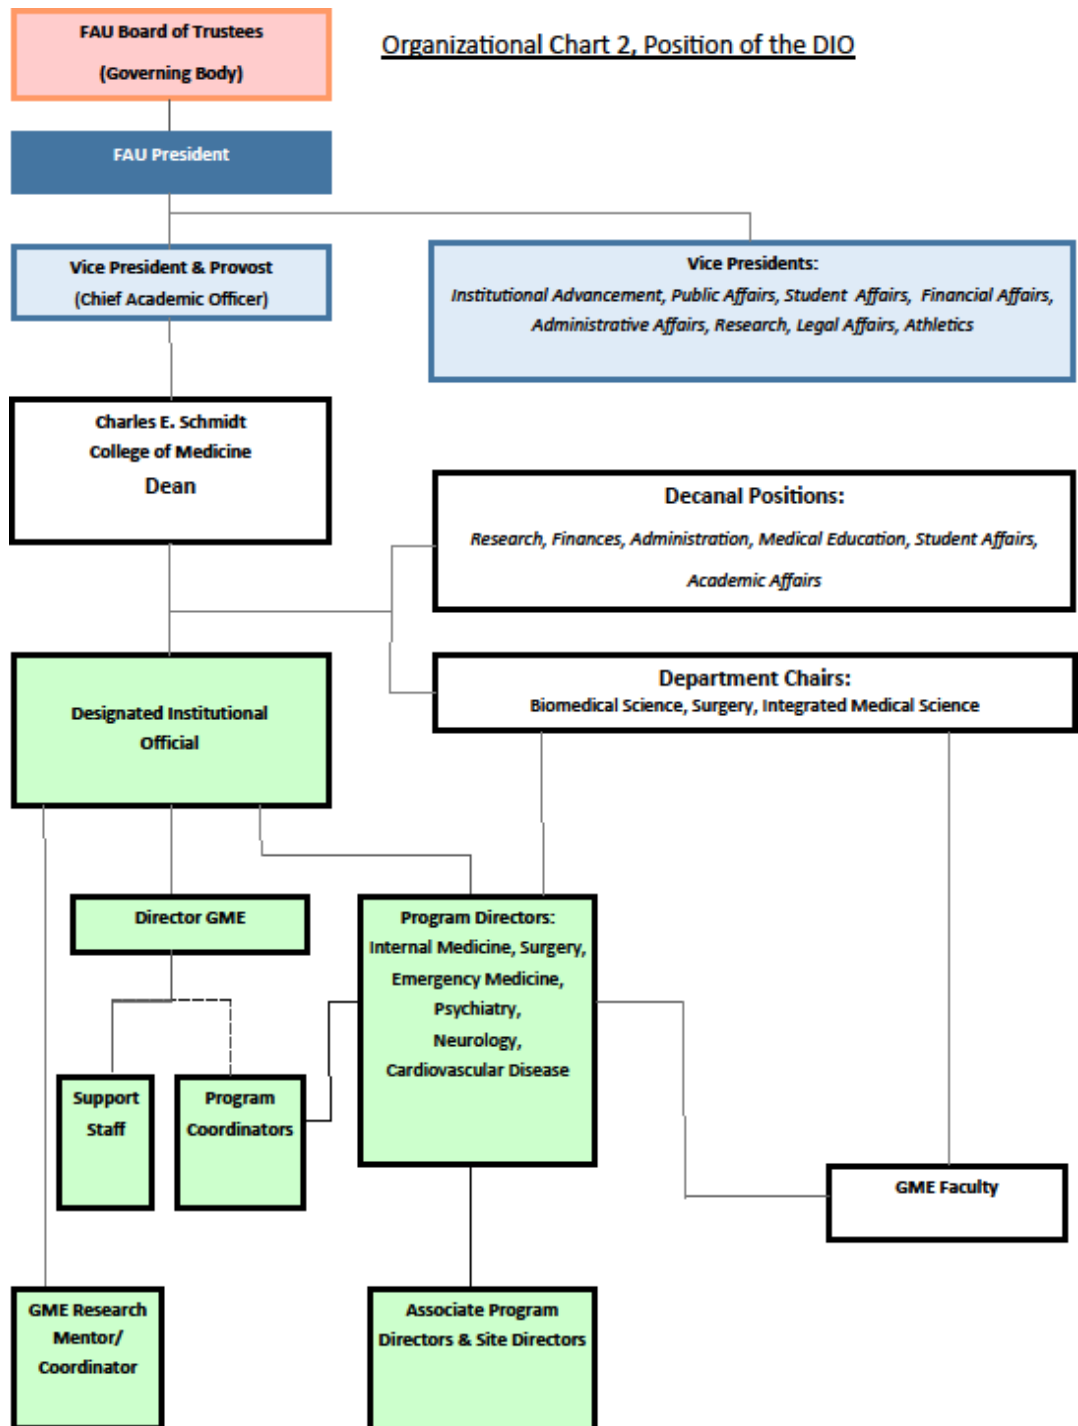 FAU Board of Trustees
(Governing Body)
Organizational Chart 2, Position of the DIO
FAU President
Vice President & Provost
(Chief Academic Officer)
Vice Presidents:
Institutional Advancement, Public Affairs, Student Affairs, Financial Affairs,
Administrative Affairs, Research, Legal Affairs, Athletics
Charles E. Schmidt
College of Medicine
Dean
Decanal Positions:
Research, Finances, Administration, Medical Education, Student Affairs,
Academic Affairs
Designated Institutional
Official
Department Chairs:
Biomedical Science, Surgery, Integrated Medical Science
Director GME
Program Directors:
Internal Medicine, Surgery,
Emergency Medicine,
Psychiatry,
Neurology,
Cardiovascular Disease
Support
Staff
Program
Coordinators
GME Faculty
GME Research
Mentor/
Coordinator
Associate Program
Directors & Site Directors